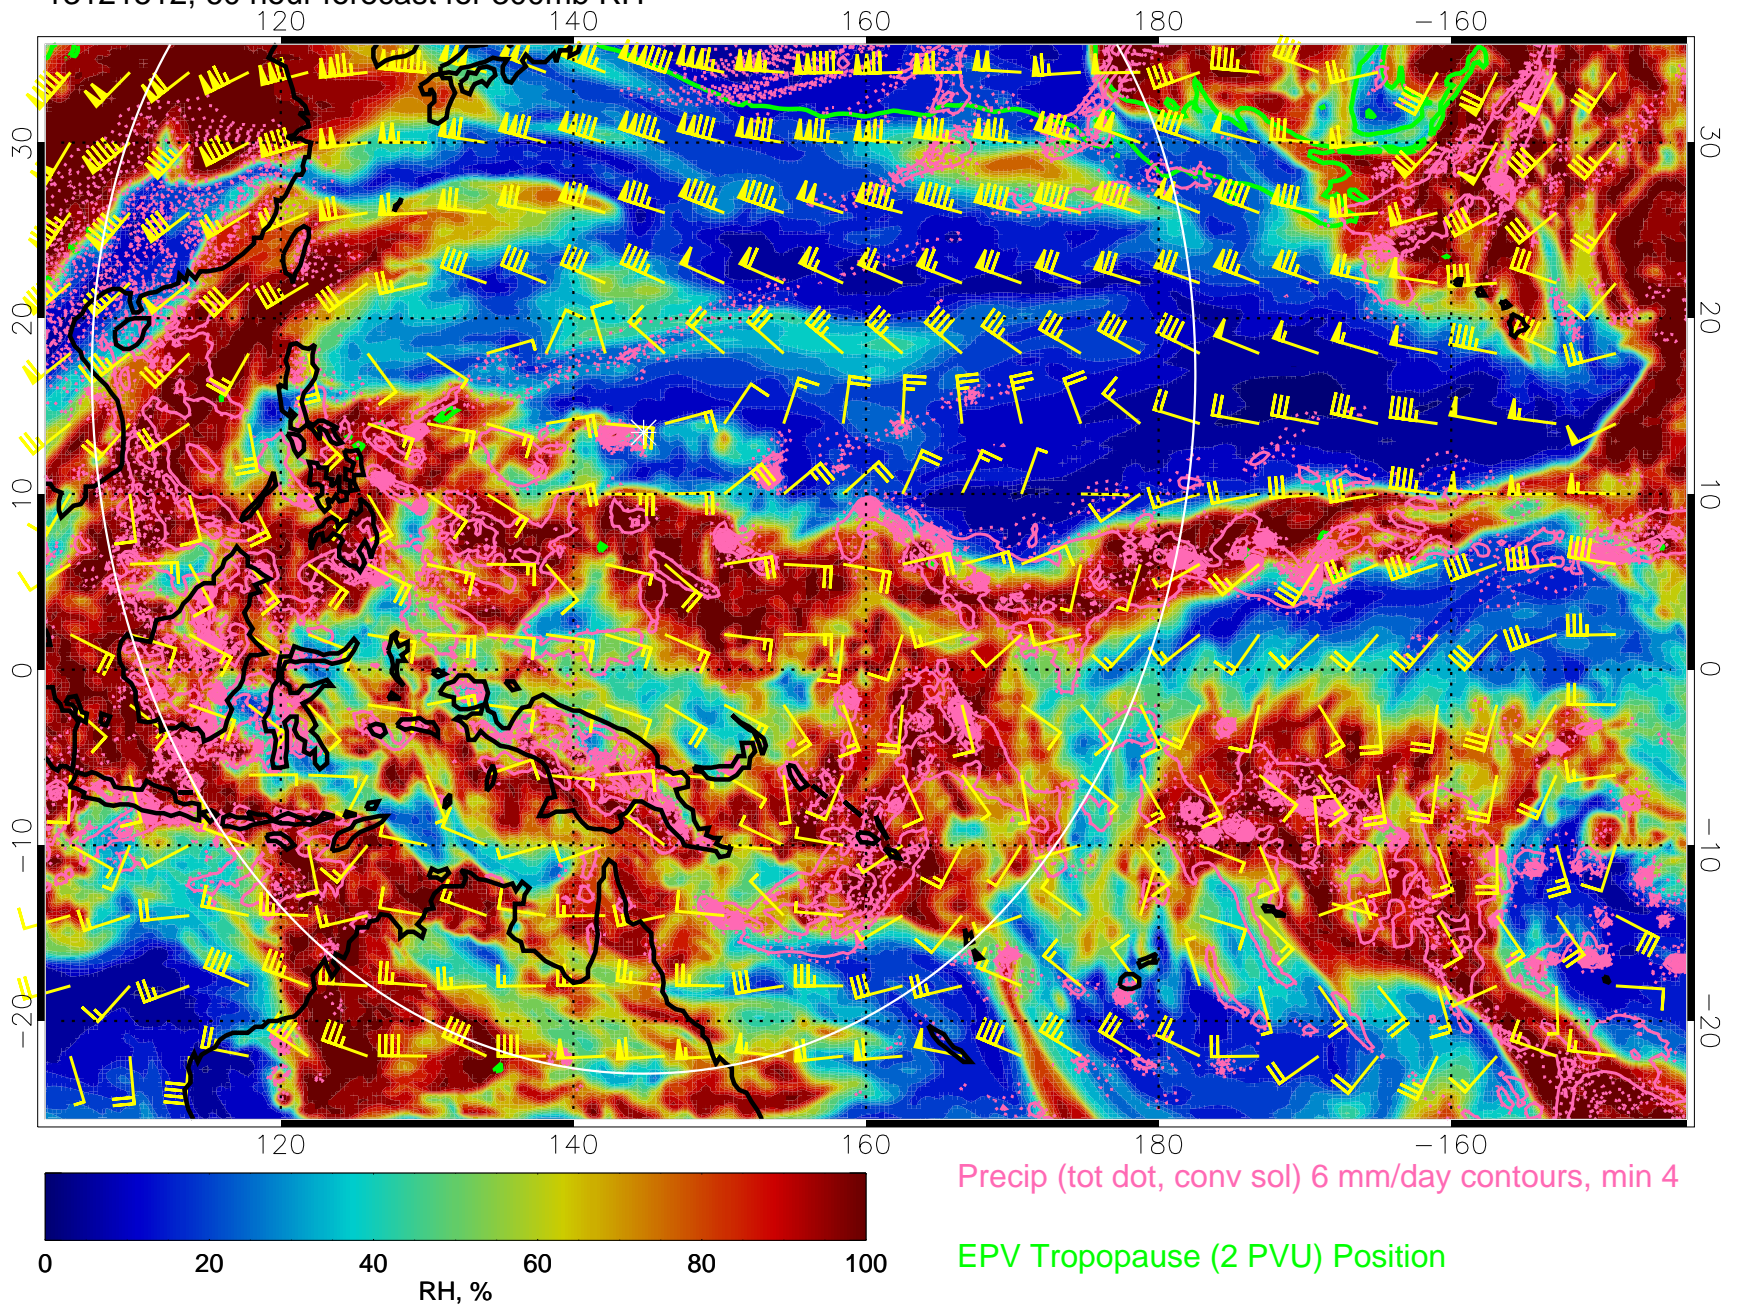 120 140 160 180 −160
30 30
20 20
10 10
0 0
−10 −10
−20 −20
120 140 160 180 −160
Precip (tot dot, conv sol) 6 mm/day contours, min 4
EPV Tropopause (2 PVU) Position
0 20 40 60 80 100
RH, %